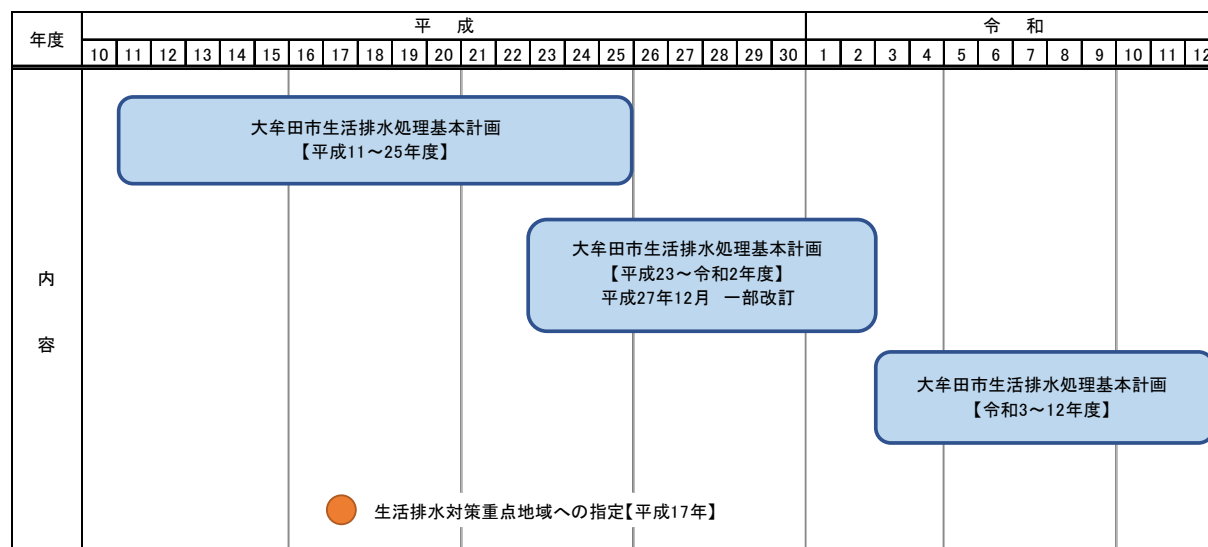 年度
平 成
令 和
10 11 12 13 14 15 16 17 18 19 20 21 22 23 24 25 26 27 28 29 30 1 2 3 4 5 6 7 8 9 10 11 12
内
容
大牟田市生活排水処理基本計画
【平成11～25年度】
大牟田市生活排水処理基本計画
【平成23～令和2年度】
平成27年12月 一部改訂
大牟田市生活排水処理基本計画
【令和3～12年度】
生活排水対策重点地域への指定【平成17年】